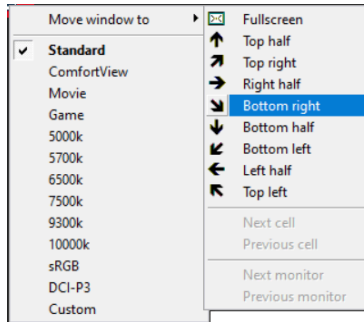 Move window to
Standard
ComfortView
Movie
Game
5000k
5700k
6500k
7500k
9300k
10000k
sRGB
DCI-P3
Custom
Fullscreen
Top half
Top right
Right half
Bottom right
Bottom half
Bottom left
Left half
Top left
Next cell
Previous cell
Next monitor
Previous monitor